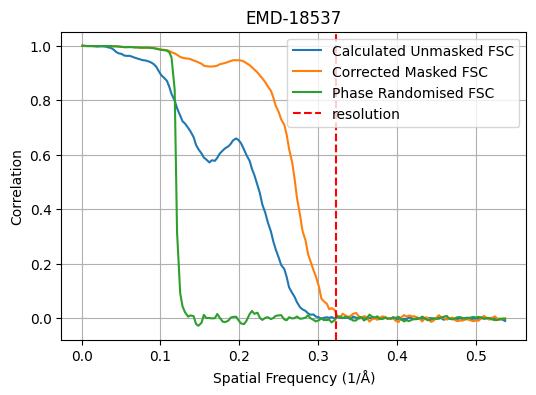 EMD-18537
Calculated Unmasked FSC
Corrected Masked FSC
Phase Randomised FSC
resolution
Correlation
1.0
0.8
0.6
0.4
0.2
0.0
0.0 0.1 0.2 0.3 0.4 0.5
Spatial Frequency (1/Å)